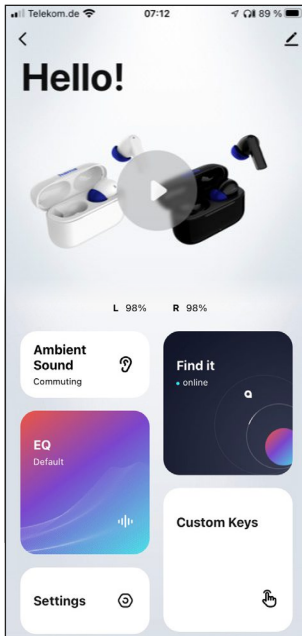 Telekom.de 07:12 89 %
Hello!
L 98% R 98%
Ambient
Sound
Commuting
Find it
online
EQ
Default
Custom Keys
Settings